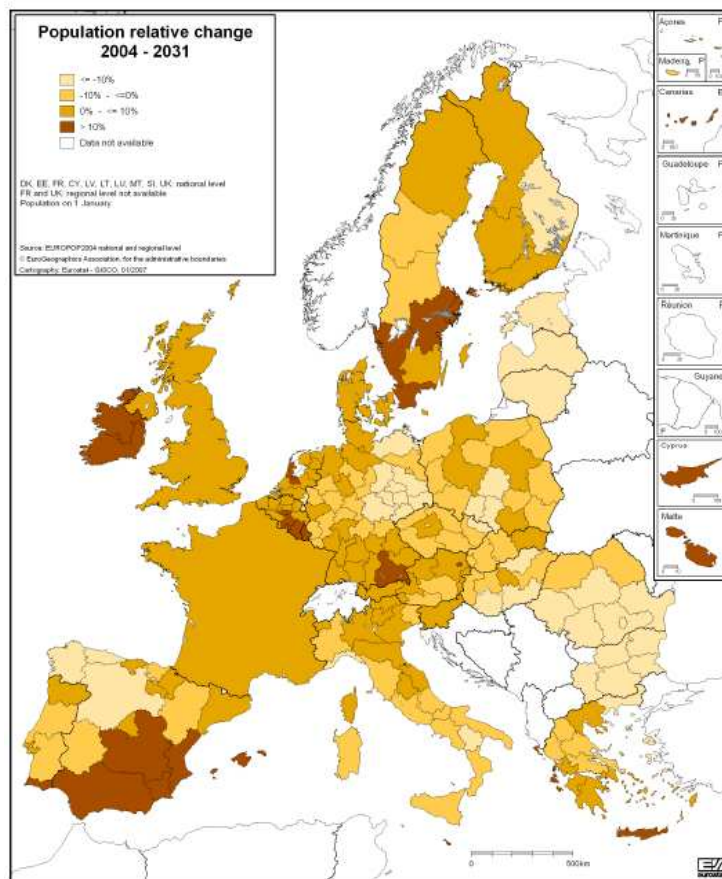 Population relative change
2004 - 2031
<= -10%
-10% - <=0%
0% - <= 10%
> 10%
Data not available
DK, EE, FR, CY, LV, LT, LU, MT, SI, UK: national level
FR and UK: regional level not available
Population on 1 January.
Source: EUROPOP2004 national and regional level
© EuroGeographics Association, for the administrative boundaries
Cartography: Eurostat - GISCO, 01/2007
Açores P
Madeira P
Canarias E
Guadeloupe F
Martinique F
Réunion F
Guyane
F
Cyprus
Malta
0 500km
eurostat